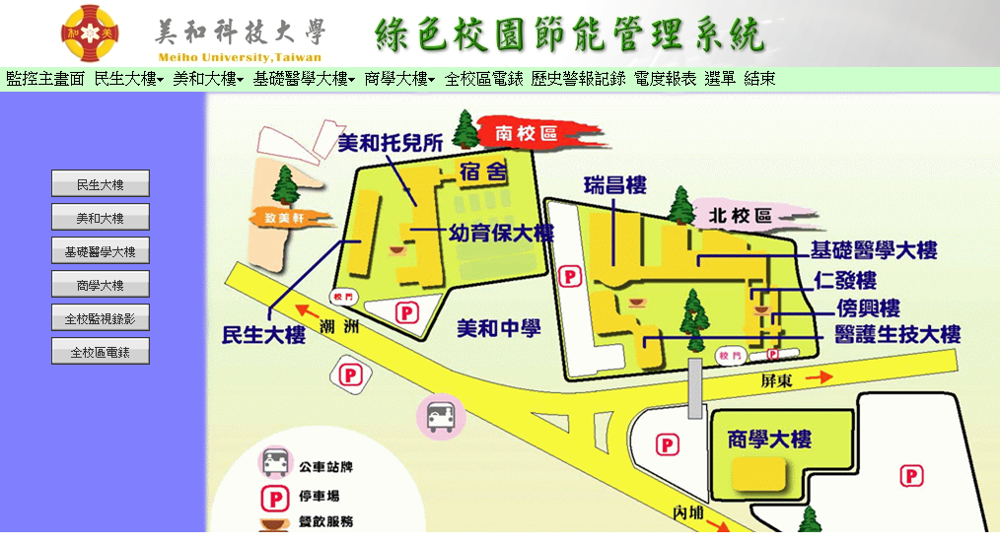 和 美
美和科技大學
Meiho University,Taiwan
綠色校園節能管理系統
監控主畫面 民生大樓 美和大樓 基礎醫學大樓 商學大樓 全校區電錶 歷史警報記錄 電度報表 選單 結束
民生大樓
美和大樓
基礎醫學大樓
商學大樓
全校監視錄影
全校區電錶
南校區
美和托兒所
宿舍
瑞昌樓
致美軒
北校區
幼育保大樓
基礎醫學大樓
P
仁發樓
校門
P
傍興樓
潮洲
美和中學
民生大樓
醫護生技大樓
校門
P
P
屏東
商學大樓
P
P
公車站牌
P
停車場
內埔
餐飲服務